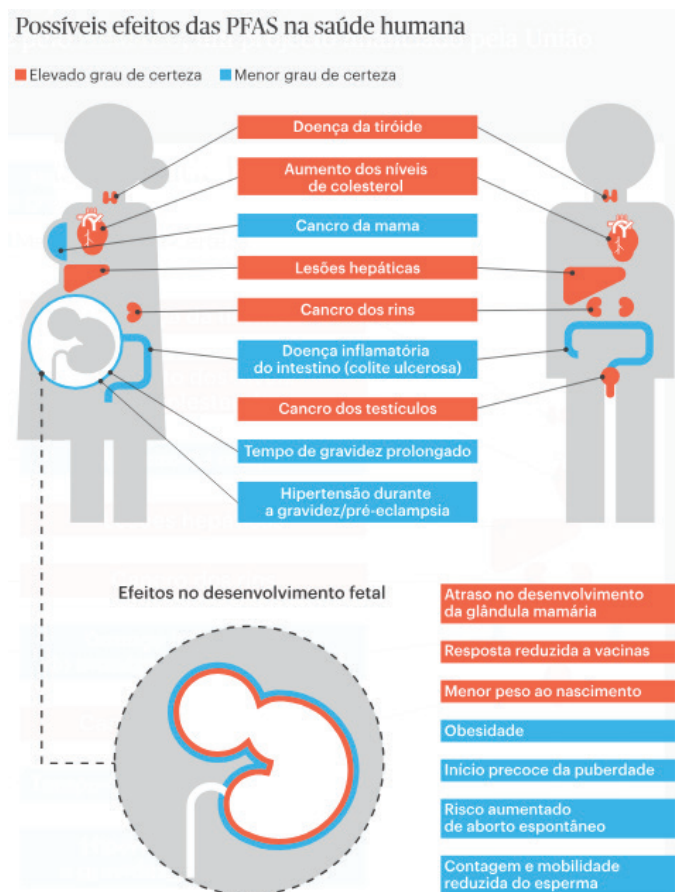 Possíveis efeitos das PFAS na saúde humana
Elevado grau de certeza
Menor grau de certeza
Doença da tiróide
Aumento dos níveis
de colesterol
Cancro da mama
Lesões hepáticas
Cancro dos rins
Doença inflamatória
do intestino (colite ulcerosa)
Cancro dos testículos
Tempo de gravidez prolongado
Hipertensão durante
a gravidez/pré-eclampsia
Efeitos no desenvolvimento fetal
Atraso no desenvolvimento
da glândula mamária
Resposta reduzida a vacinas
Menor peso ao nascimento
Obesidade
Início precoce da puberdade
Risco aumentado
de aborto espontâneo
Contagem e mobilidade
reduzida do esperma